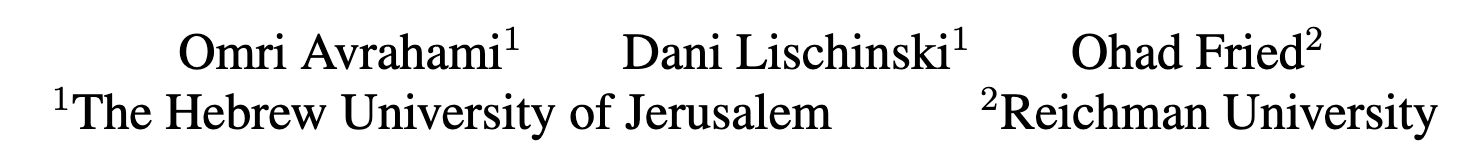 Omri Avrahami¹ Dani Lischinski¹ Ohad Fried²
¹The Hebrew University of Jerusalem ²Reichman University